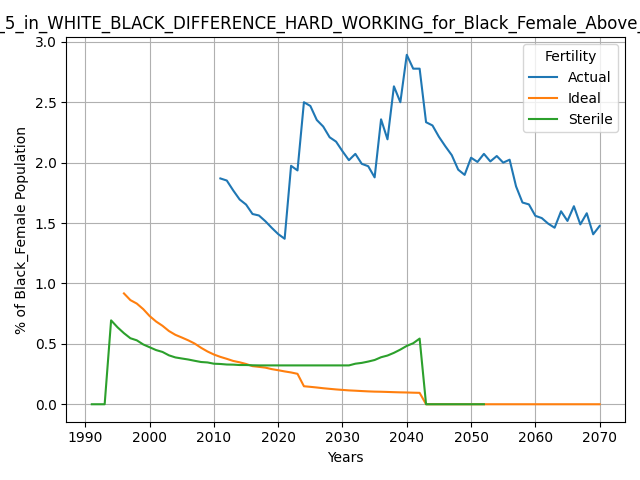 _5_in_WHITE_BLACK_DIFFERENCE_HARD_WORKING_for_Black_Female_Above_
Fertility
Actual
Ideal
Sterile
% of Black_Female Population
3.0
2.5
2.0
1.5
1.0
0.5
0.0
1990 2000 2010 2020 2030 2040 2050 2060 2070
Years